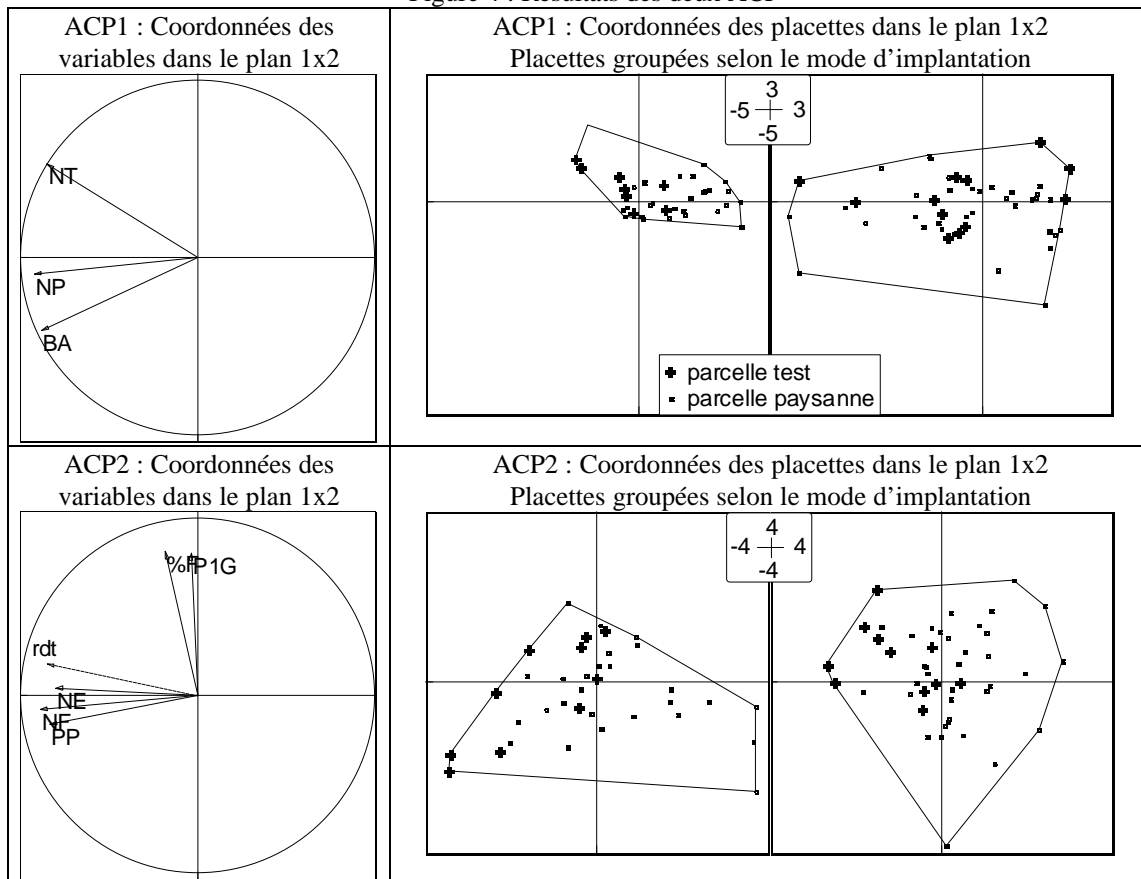 ACP1 : Coordonnées des
variables dans le plan 1x2
ACP1 : Coordonnées des placettes dans le plan 1x2
Placettes groupées selon le mode d'implantation
NT
NP
BA
3
-5 3
-5
parcelle test
parcelle paysanne
ACP2 : Coordonnées des
variables dans le plan 1x2
ACP2 : Coordonnées des placettes dans le plan 1x2
Placettes groupées selon le mode d'implantation
P1G
rdt
NE
NF
PP
4
-4 4
-4